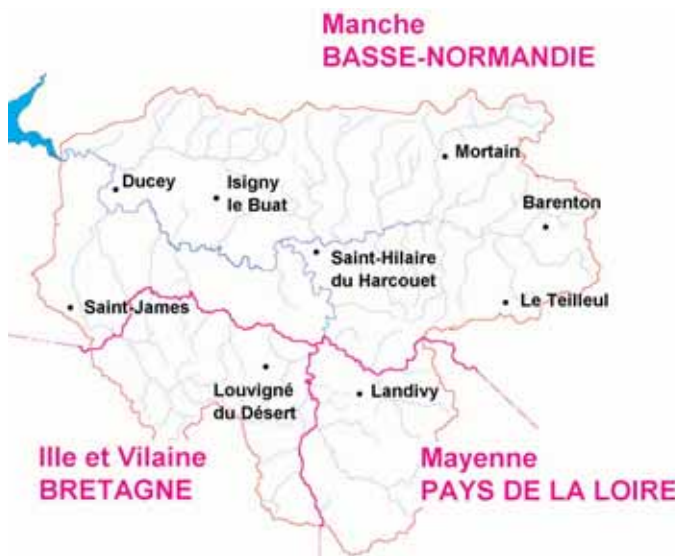 Manche
BASSE-NORMANDIE
Mortain
Ducey
Isigny
le Buat
Barenton
Saint-Hilaire
du Harcouet
Saint-James
Le Teilleul
Louvigné
du Désert
Landivy
Ille et Vilaine
BRETAGNE
Mayenne
PAYS DE LA LOIRE